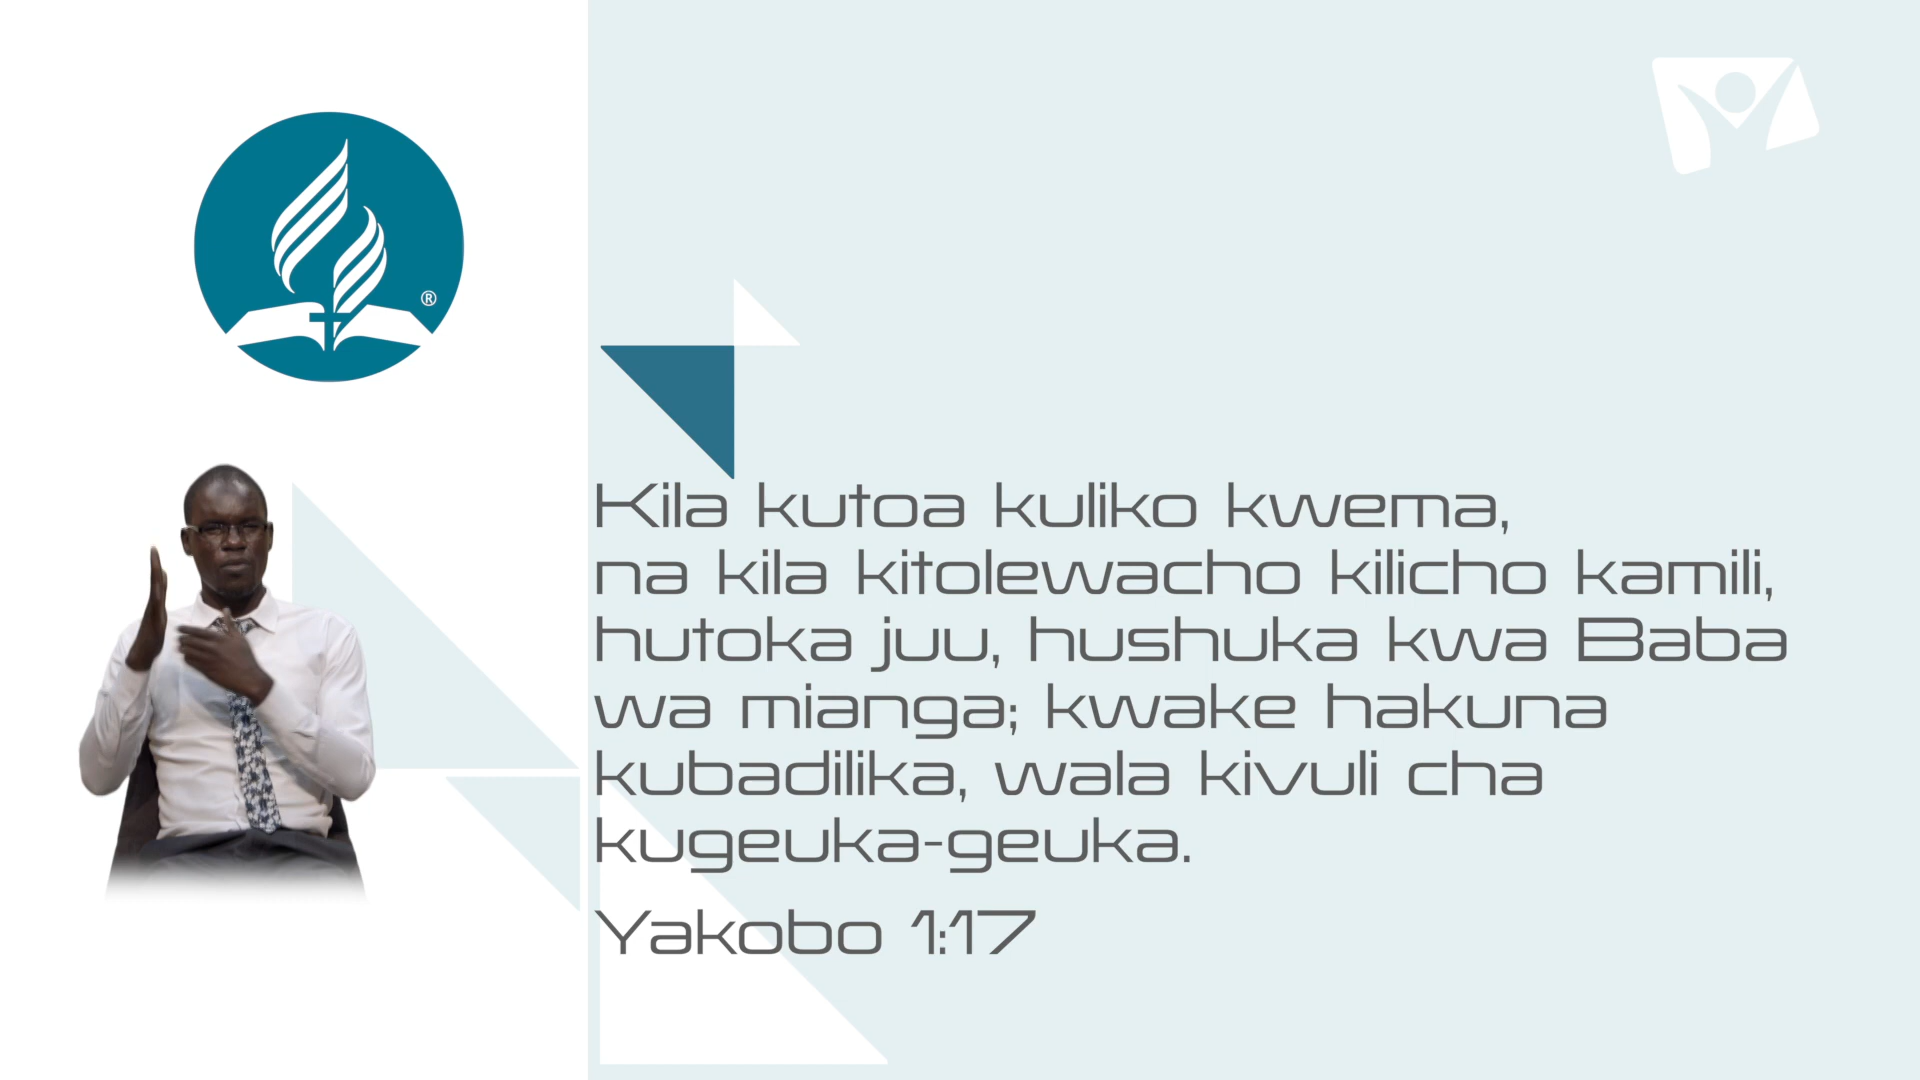 ®
Kila kutoa kuliko kwema,
na kila kitolewacho kilicho kamili,
hutoka juu, hushuka kwa Baba
wa mianga; kwake hakuna
kubadilika, wala kivuli cha
kugeuka-geuka.
Yakobo 1:17